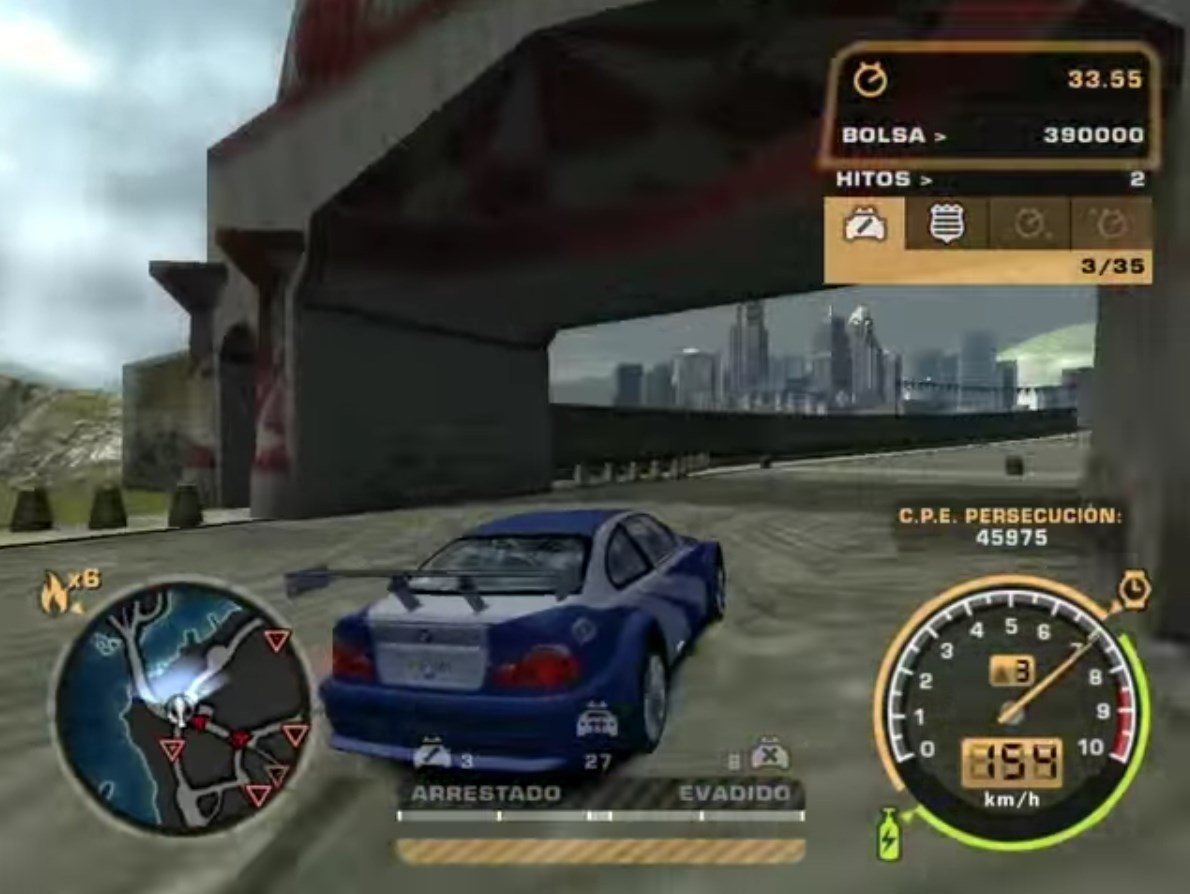 33.55
BOLSA > 390000
HITOS > 2
3/35
C.P.E. PERSECUCIÓN:
45975
x6
0 1 2 3 4 5 6 7 8 9 10
3
154
km/h
3 27 8
ARRESTADO EVADIDO